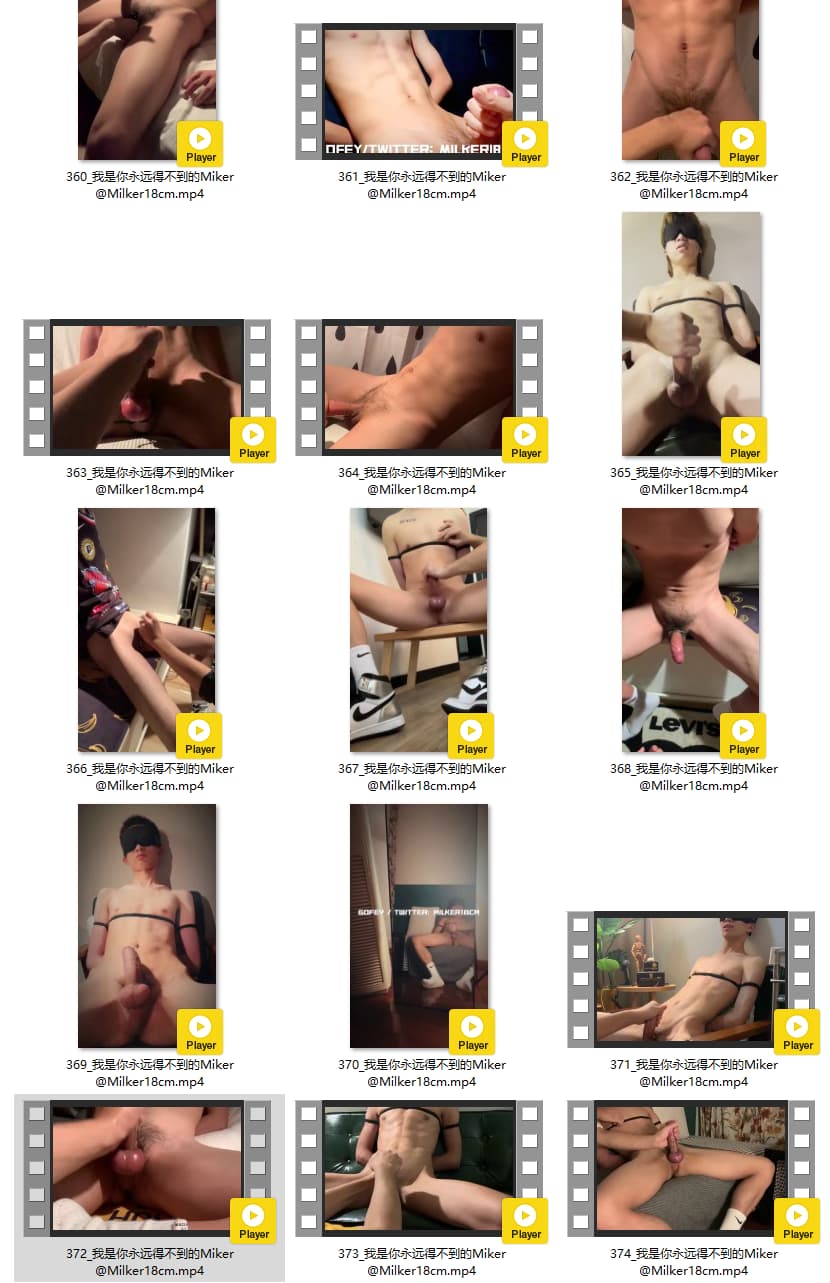 Player
360_我是你永远得不到的Miker
@Milker18cm.mp4
OFEY/TWITTER: MILKER18
Player
361_我是你永远得不到的Miker
@Milker18cm.mp4
Player
362_我是你永远得不到的Miker
@Milker18cm.mp4
Player
363_我是你永远得不到的Miker
@Milker18cm.mp4
Player
364_我是你永远得不到的Miker
@Milker18cm.mp4
Player
365_我是你永远得不到的Miker
@Milker18cm.mp4
Player
366_我是你永远得不到的Miker
@Milker18cm.mp4
Player
367_我是你永远得不到的Miker
@Milker18cm.mp4
LEVI'S
Player
368_我是你永远得不到的Miker
@Milker18cm.mp4
Player
369_我是你永远得不到的Miker
@Milker18cm.mp4
GOFEY / TWITTER: MILKER18CM
Player
370_我是你永远得不到的Miker
@Milker18cm.mp4
Player
371_我是你永远得不到的Miker
@Milker18cm.mp4
Player
372_我是你永远得不到的Miker
@Milker18cm.mp4
Player
373_我是你永远得不到的Miker
@Milker18cm.mp4
Player
374_我是你永远得不到的Miker
@Milker18cm.mp4